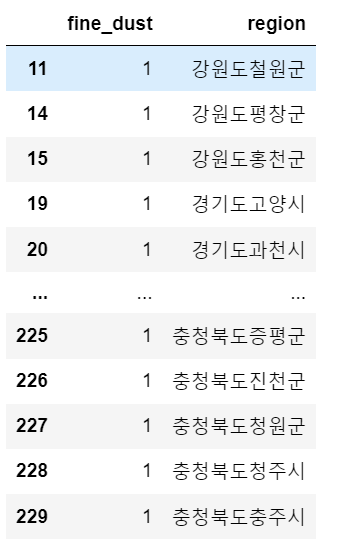 fine_dust region
11 1 강원도철원군
14 1 강원도평창군
15 1 강원도홍천군
19 1 경기도고양시
20 1 경기도과천시
... ... ...
225 1 충청북도증평군
226 1 충청북도진천군
227 1 충청북도청원군
228 1 충청북도청주시
229 1 충청북도충주시